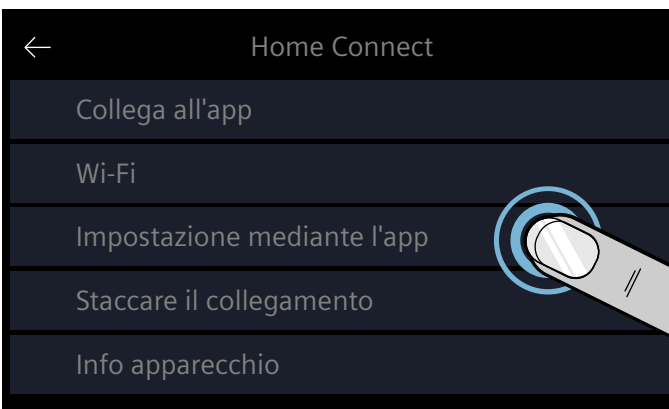 Home Connect
Collega all'app
Wi-Fi
Impostazione mediante l'app
Staccare il collegamento
Info apparecchio